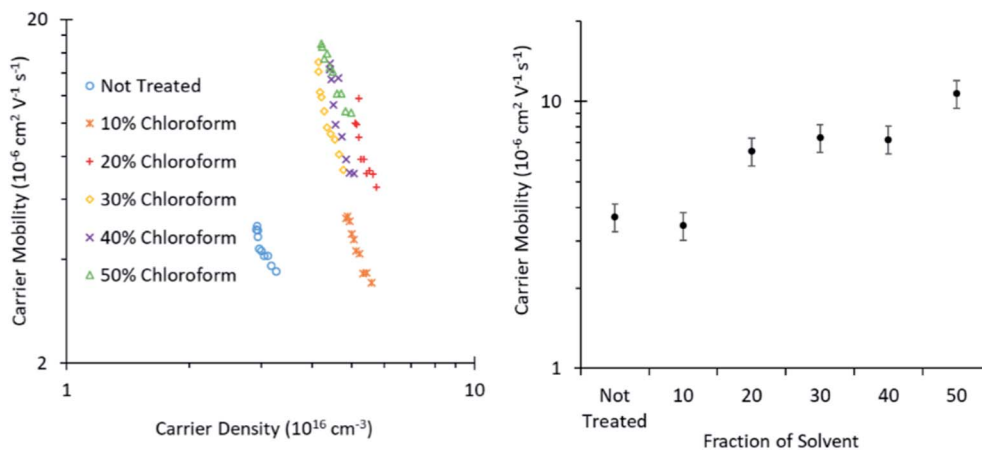 20
Carrier Mobility (10⁻⁶ cm² V⁻¹ s⁻¹)
Not Treated
10% Chloroform
20% Chloroform
30% Chloroform
40% Chloroform
50% Chloroform
2
1
10
Carrier Density (10¹⁶ cm⁻³)
Carrier Mobility (10⁻⁶ cm² V⁻¹ s⁻¹)
10
1
Not
Treated
10
20
30
40
50
Fraction of Solvent